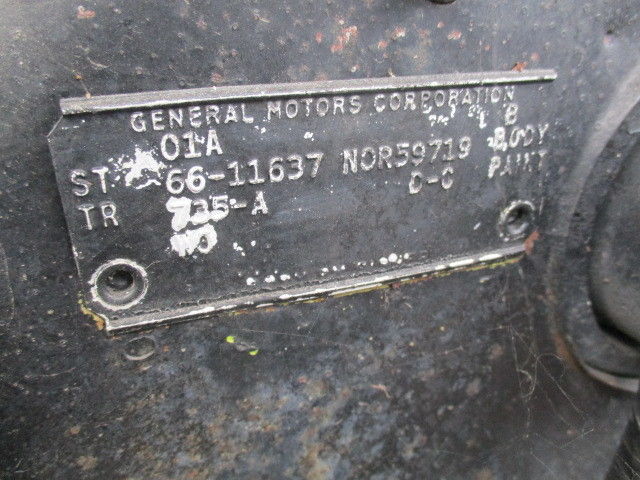 GENERAL MOTORS CORPORATION
01A B
ST 66-11637 NOR59719 BODY
TR 735-A C-C PAINT